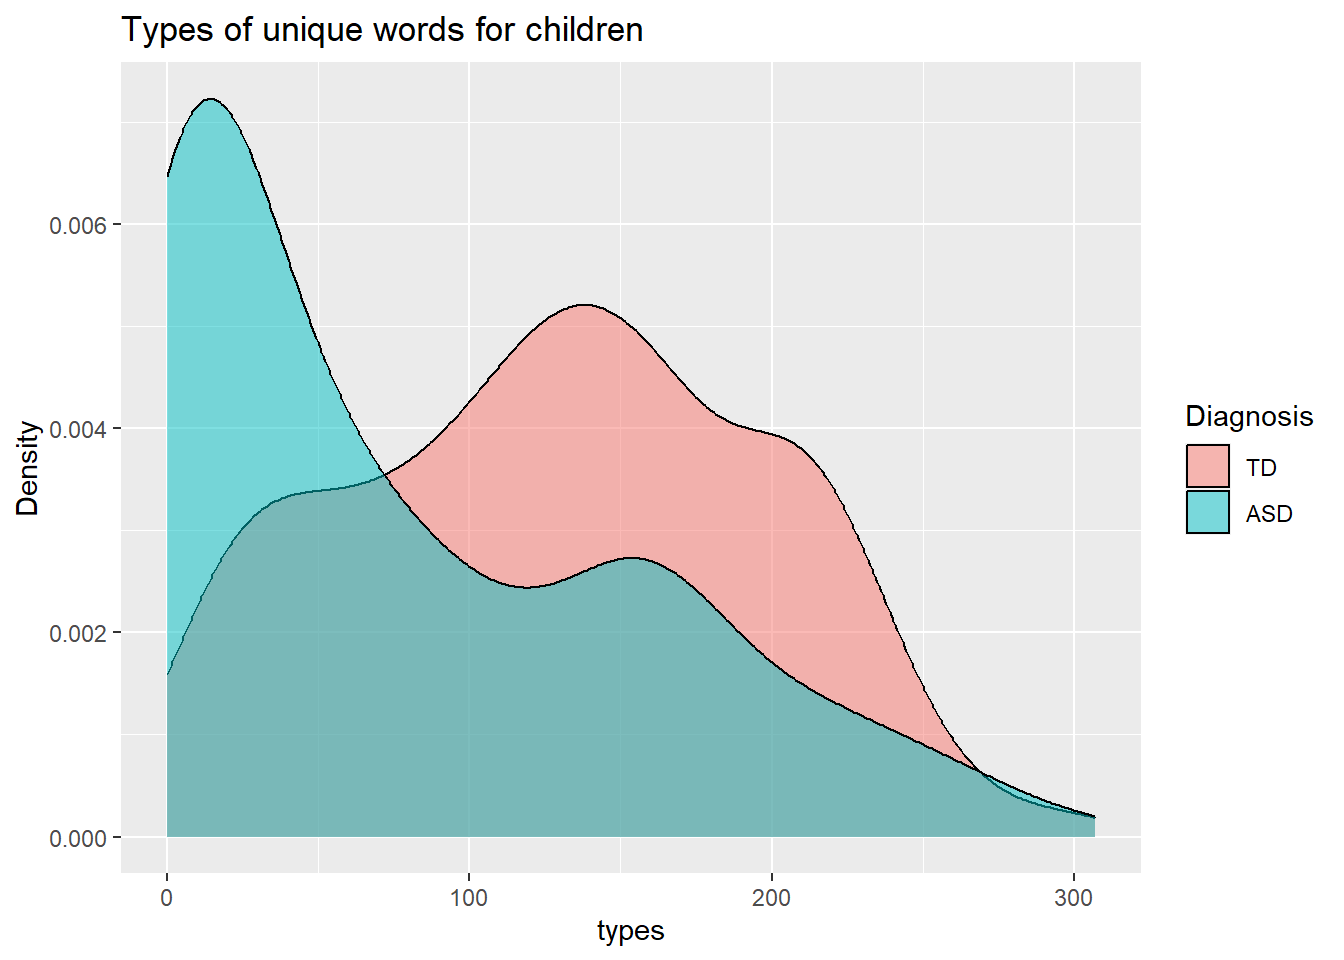 Types of unique words for children
Density
0.006
0.004
0.002
0.000
0
100
200
300
types
Diagnosis
TD
ASD